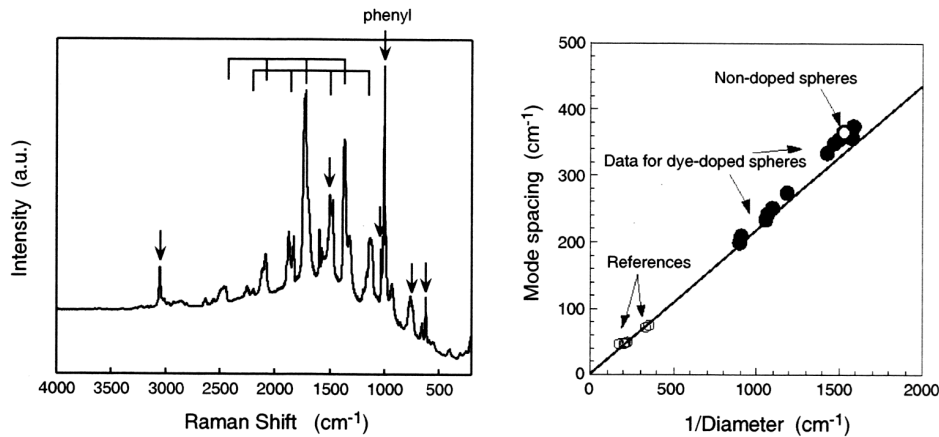 phenyl
Intensity (a.u.)
4000 3500 3000 2500 2000 1500 1000 500
Raman Shift (cm-1)
500
400
300
200
100
0
Mode spacing (cm-1)
Non-doped spheres
Data for dye-doped spheres
References
0 500 1000 1500 2000
1/Diameter (cm-1)